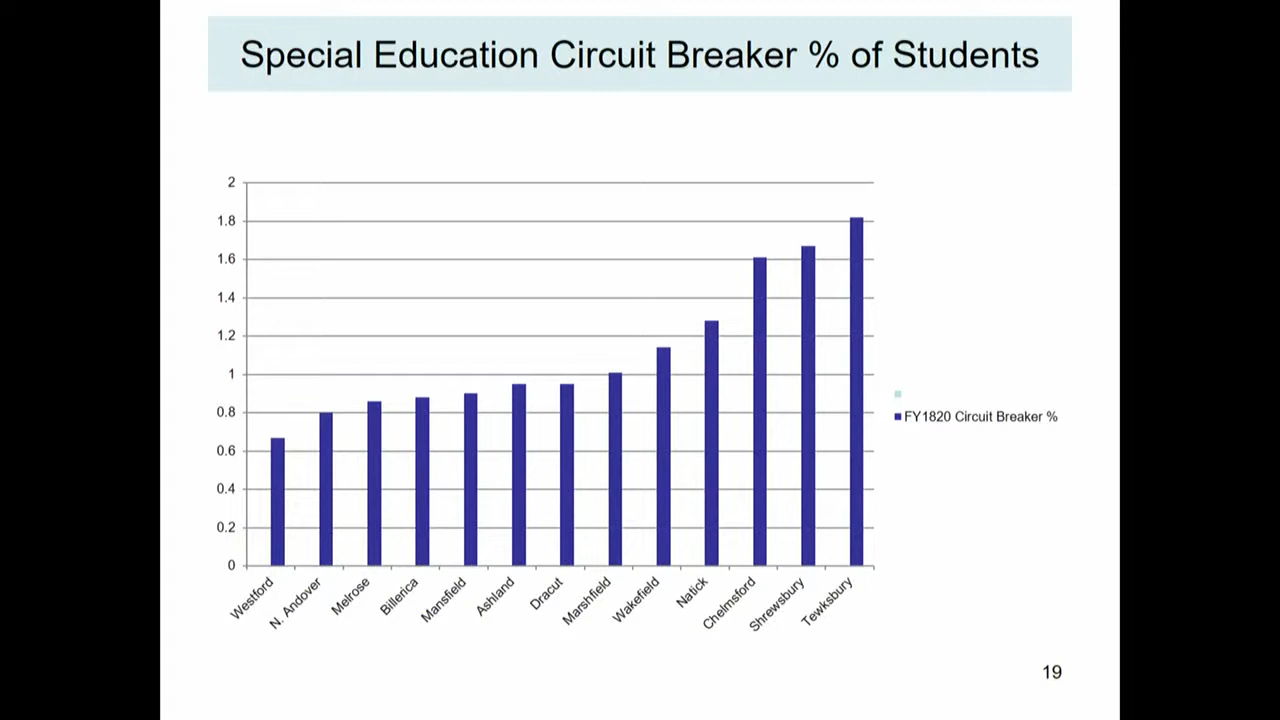 Special Education Circuit Breaker % of Students
2
1.8
1.6
1.4
1.2
1
0.8
0.6
0.4
0.2
0
Westford
N. Andover
Melrose
Billerica
Mansfield
Ashland
Dracut
Marshfield
Wakefield
Natick
Chelmsford
Shrewsbury
Tewksbury
FY1820 Circuit Breaker %
19